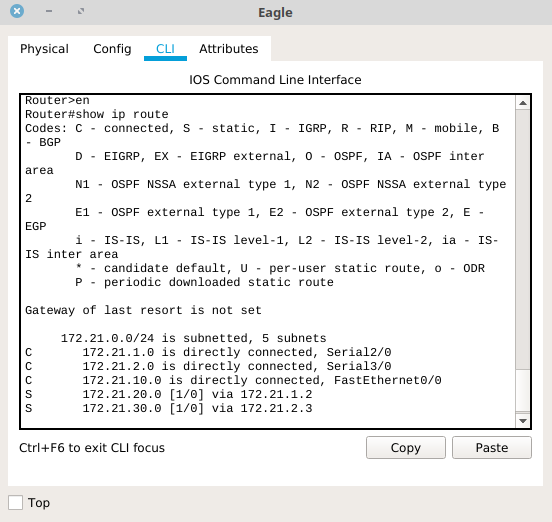 Eagle
Physical Config CLI Attributes
IOS Command Line Interface
Router>en
Router#show ip route
Codes: C - connected, S - static, I - IGRP, R - RIP, M - mobile, B
- BGP
       D - EIGRP, EX - EIGRP external, O - OSPF, IA - OSPF inter
area
       N1 - OSPF NSSA external type 1, N2 - OSPF NSSA external type
2
       E1 - OSPF external type 1, E2 - OSPF external type 2, E -
EGP
       i - IS-IS, L1 - IS-IS level-1, L2 - IS-IS level-2, ia - IS-
IS inter area
       * - candidate default, U - per-user static route, o - ODR
       P - periodic downloaded static route
Gateway of last resort is not set
     172.21.0.0/24 is subnetted, 5 subnets
C       172.21.1.0 is directly connected, Serial2/0
C       172.21.2.0 is directly connected, Serial3/0
C       172.21.10.0 is directly connected, FastEthernet0/0
S       172.21.20.0 [1/0] via 172.21.1.2
S       172.21.30.0 [1/0] via 172.21.2.3
Ctrl+F6 to exit CLI focus
Copy Paste
Top